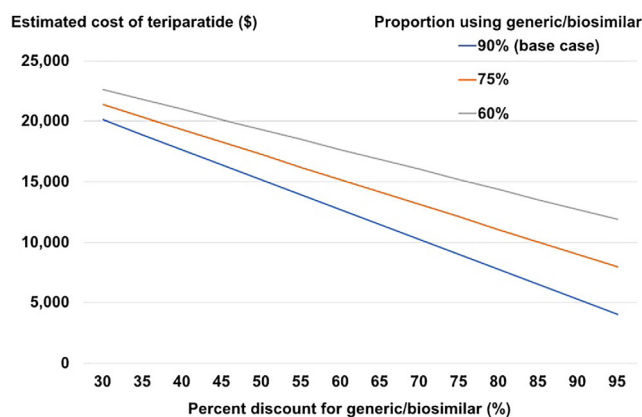 Estimated cost of teriparatide ($)
Proportion using generic/biosimilar
90% (base case)
75%
60%
25,000
20,000
15,000
10,000
5,000
0
30 35 40 45 50 55 60 65 70 75 80 85 90 95
Percent discount for generic/biosimilar (%)